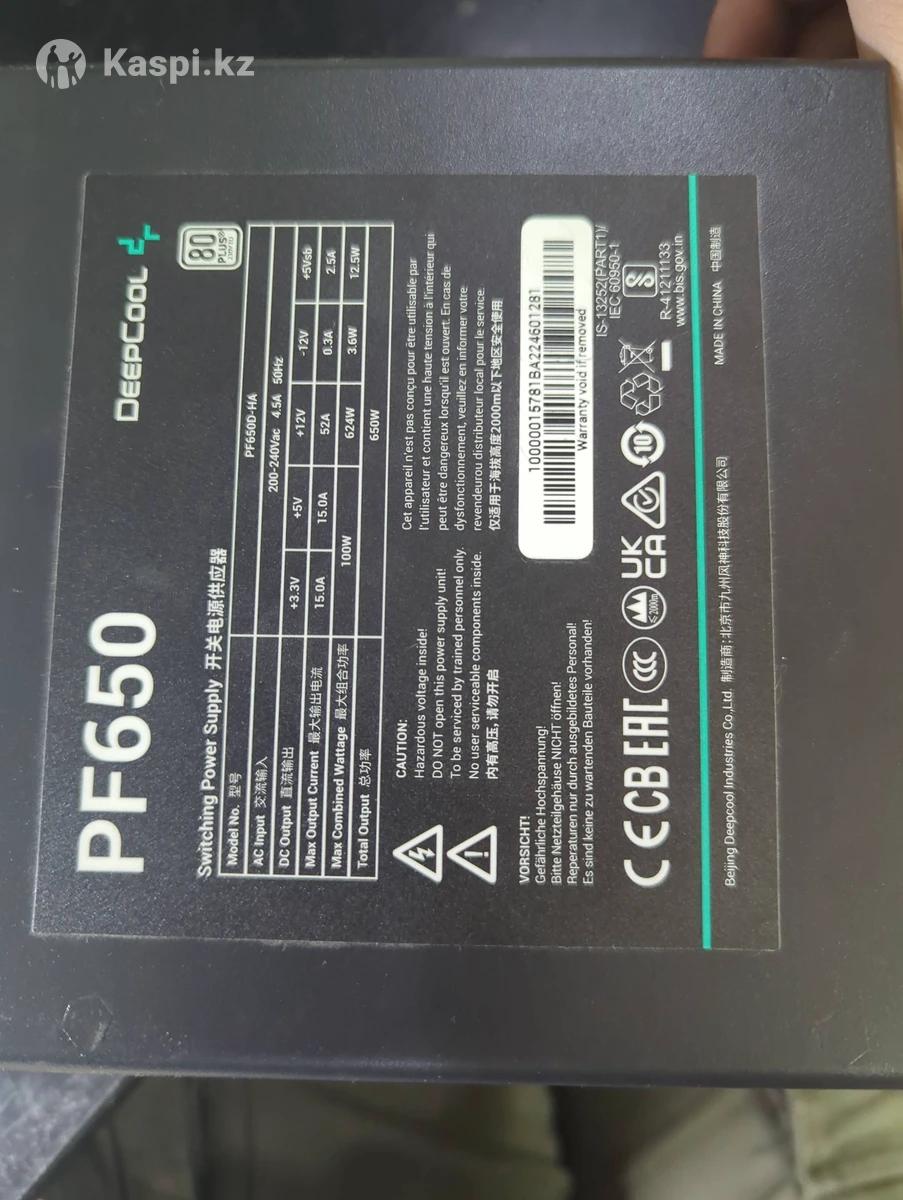 Kaspi.kz
PF650
DEEPCOOL
80
PLUS
Switching Power Supply 开关电源供应器
Model No. 型号 PF650D-HA
AC Input 交流输入 200-240Vac 4.5A 50Hz
DC Output 直流输出 +3.3V +5V +12V -12V +5Vsb
Max Output Current 最大输出电流 15.0A 15.0A 52A 0.3A 2.5A
Max Combined Wattage 最大组合功率 100W 624W 3.6W 12.5W
Total Output 总功率 650W
CAUTION:
Hazardous voltage inside!
DO NOT open this power supply unit!
To be serviced by trained personnel only.
No user serviceable components inside.
内有高压, 请勿开启
Cet appareil n'est pas conçu pour être utilisable par
l'utilisateur et contient une haute tension à l'intérieur qui
peut être dangereux lorsqu'il est ouvert. En cas de
dysfonctionnement, veuillez en informer votre
revendeurou distributeur local pour le service.
仅适用于海拔高度2000m以下地区安全使用
VORSICHT!
Gefährliche Hochspannung!
Bitte Netzteilgehäuse NICHT öffnen!
Reperaturen nur durch ausgebildetes Personal!
Es sind keine zu wartenden Bauteile vorhanden!
10000015781BA224601281
Warranty void if removed
CE CB EAC CCC ≤2000m UK CA 10
IS-13252(PART1)/
IEC 60950-1
R-41211133
www.bis.gov.in
Beijing Deepcool Industries Co.,Ltd. 制造商:北京市九州风神科技股份有限公司
MADE IN CHINA 中国制造